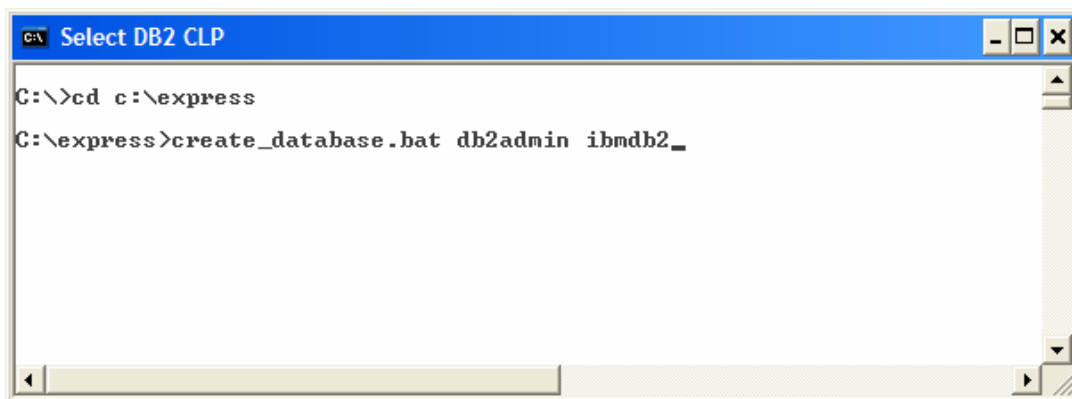 C:\ Select DB2 CLP
C:\>cd c:\express
C:\express>create_database.bat db2admin ibmdb2_